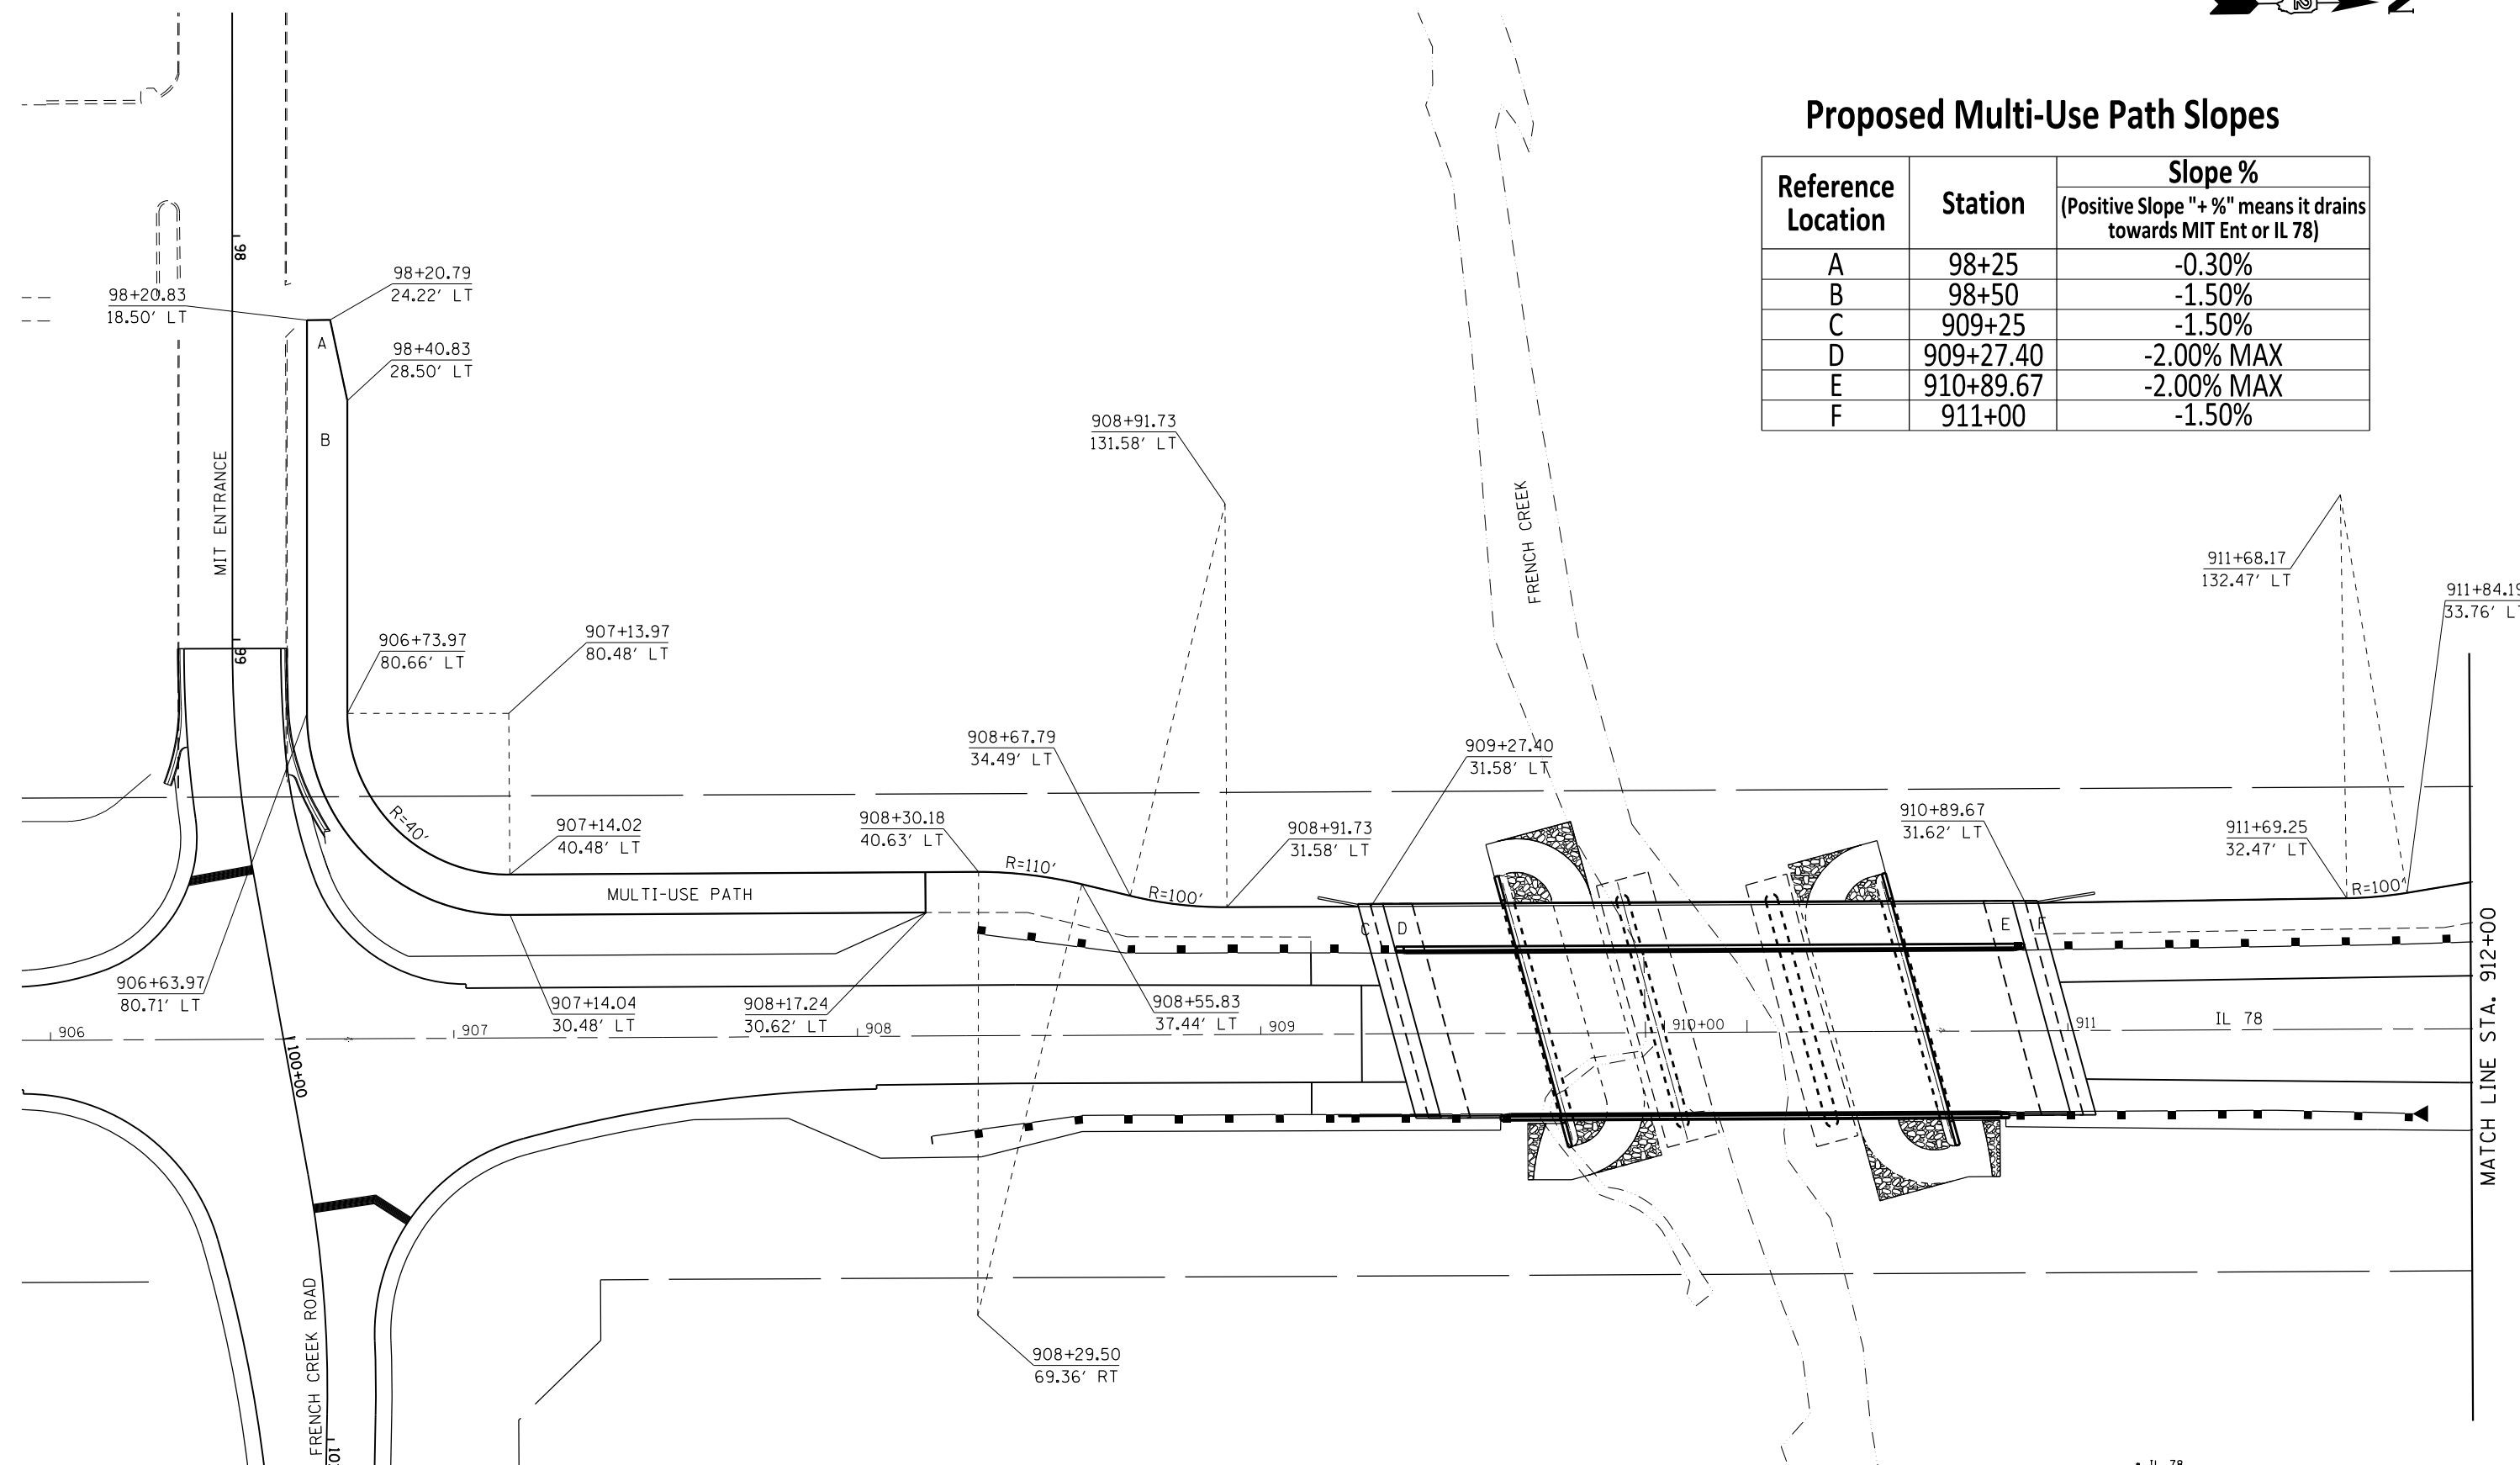 N
Proposed Multi-Use Path Slopes
Reference Location
Station
Slope %
(Positive Slope "+ %" means it drains
towards MIT Ent or IL 78)
A 98+25 -0.30%
B 98+50 -1.50%
C 909+25 -1.50%
D 909+27.40 -2.00% MAX
E 910+89.67 -2.00% MAX
F 911+00 -1.50%
98
98+20.83
18.50' LT
98+20.79
24.22' LT
98+40.83
28.50' LT
A
B
MIT ENTRANCE
99
906+73.97
80.66' LT
907+13.97
80.48' LT
908+91.73
131.58' LT
FRENCH CREEK
911+68.17
132.47' LT
911+84.19
33.76' LT
908+67.79
34.49' LT
909+27.40
31.58' LT
R=40'
907+14.02
40.48' LT
908+30.18
40.63' LT
R=110'
R=100'
908+91.73
31.58' LT
910+89.67
31.62' LT
911+69.25
32.47' LT
R=100'
MULTI-USE PATH
C
D
E
F
906+63.97
80.71' LT
907+14.04
30.48' LT
908+17.24
30.62' LT
908+55.83
37.44' LT
906
907
908
909
910+00
911
IL 78
MATCH LINE STA. 912+00
100+00
FRENCH CREEK ROAD
908+29.50
69.36' RT
IL 78